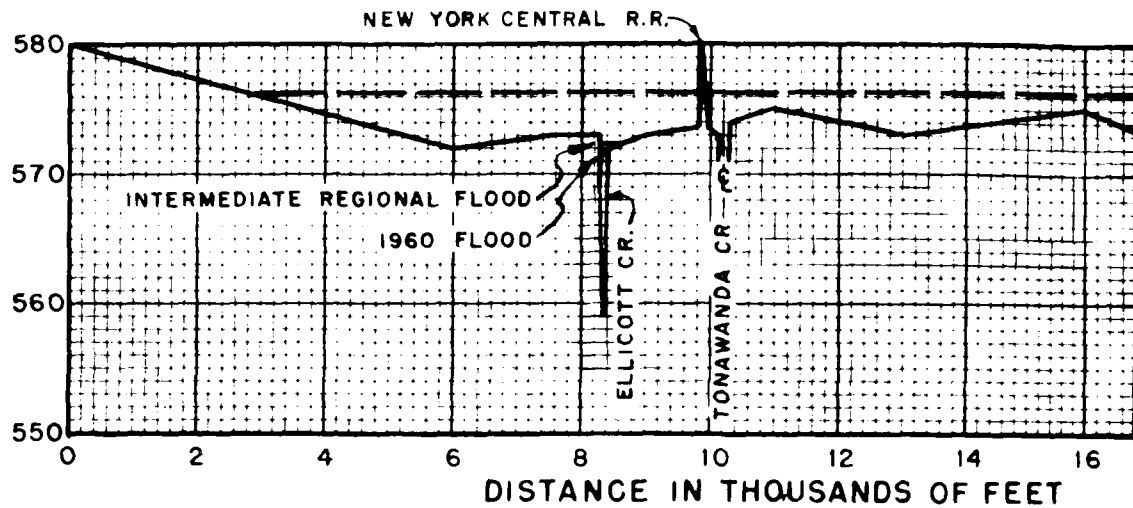 NEW YORK CENTRAL R.R.
580
570
INTERMEDIATE REGIONAL FLOOD
1960 FLOOD
560
ELLICOTT CR.
TONAWANDA CR
550
0 2 4 6 8 10 12 14 16
DISTANCE IN THOUSANDS OF FEET